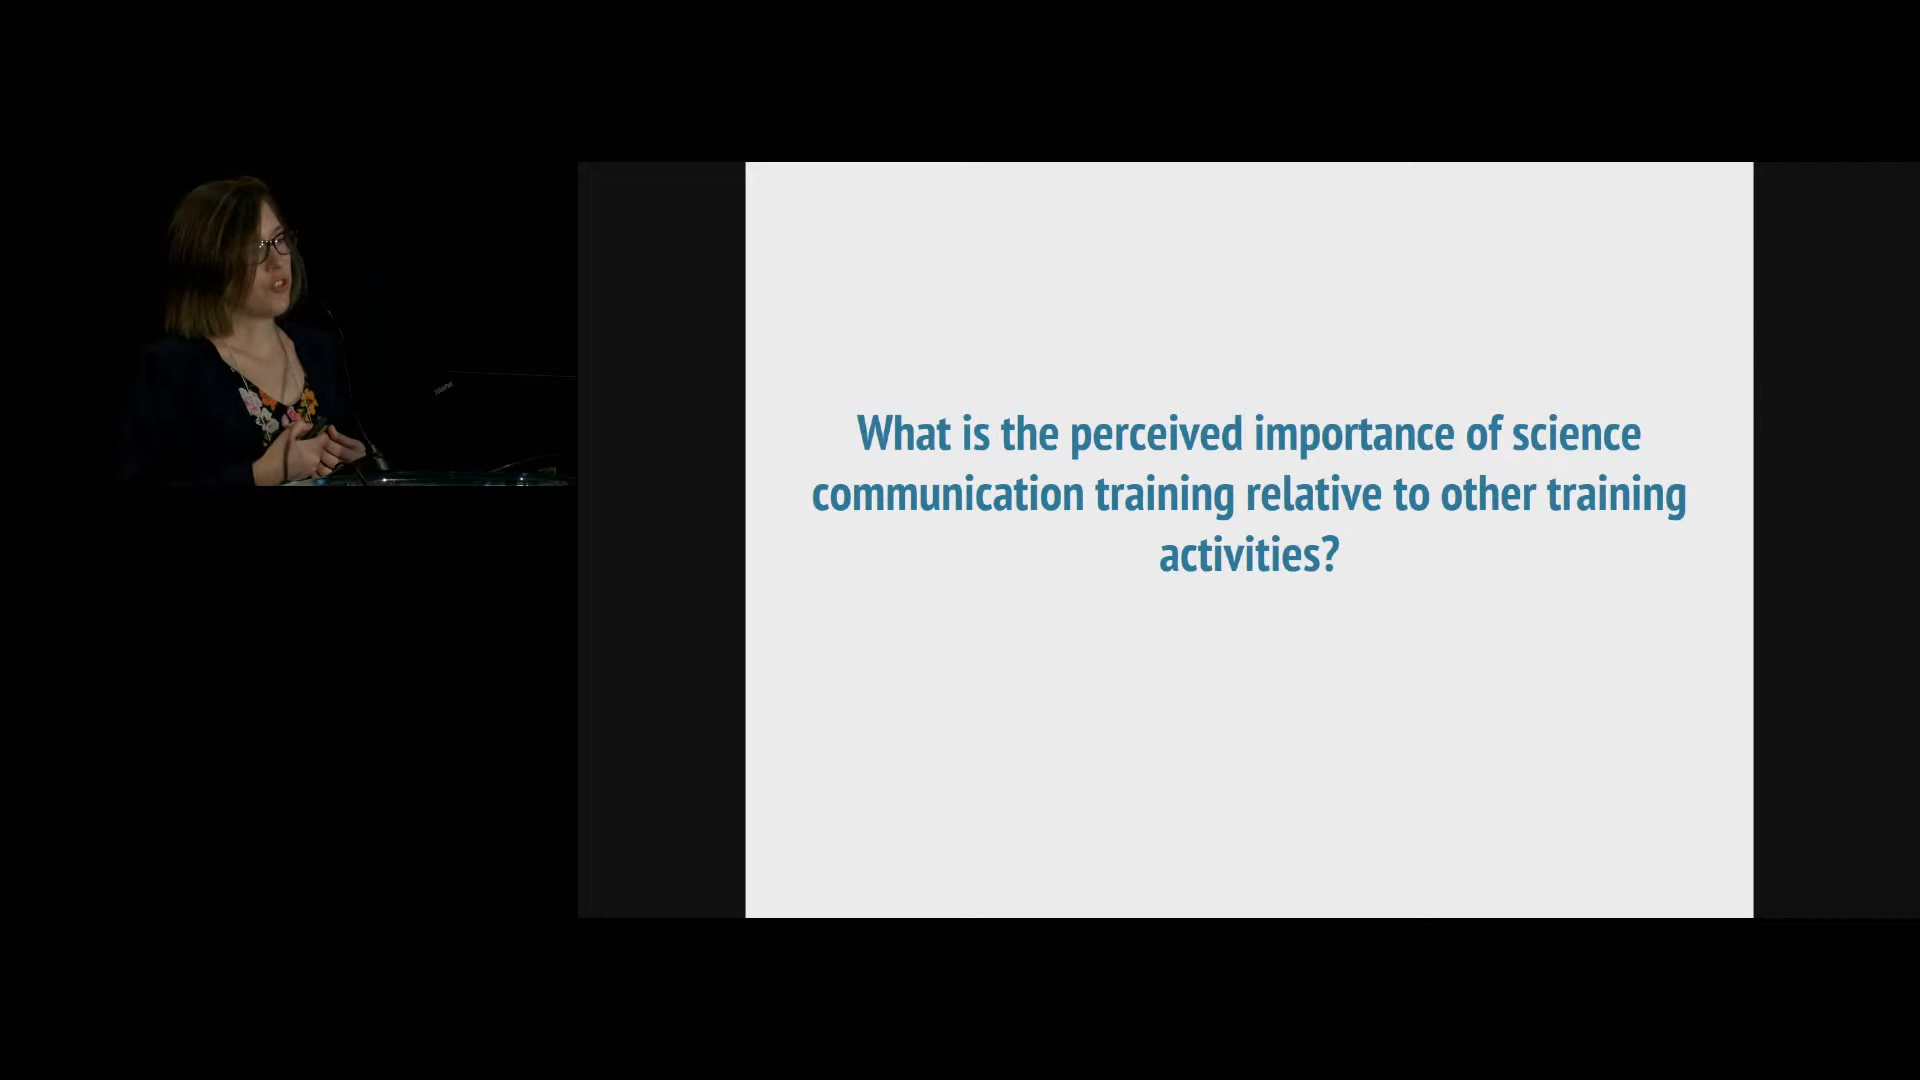 What is the perceived importance of science
communication training relative to other training
activities?